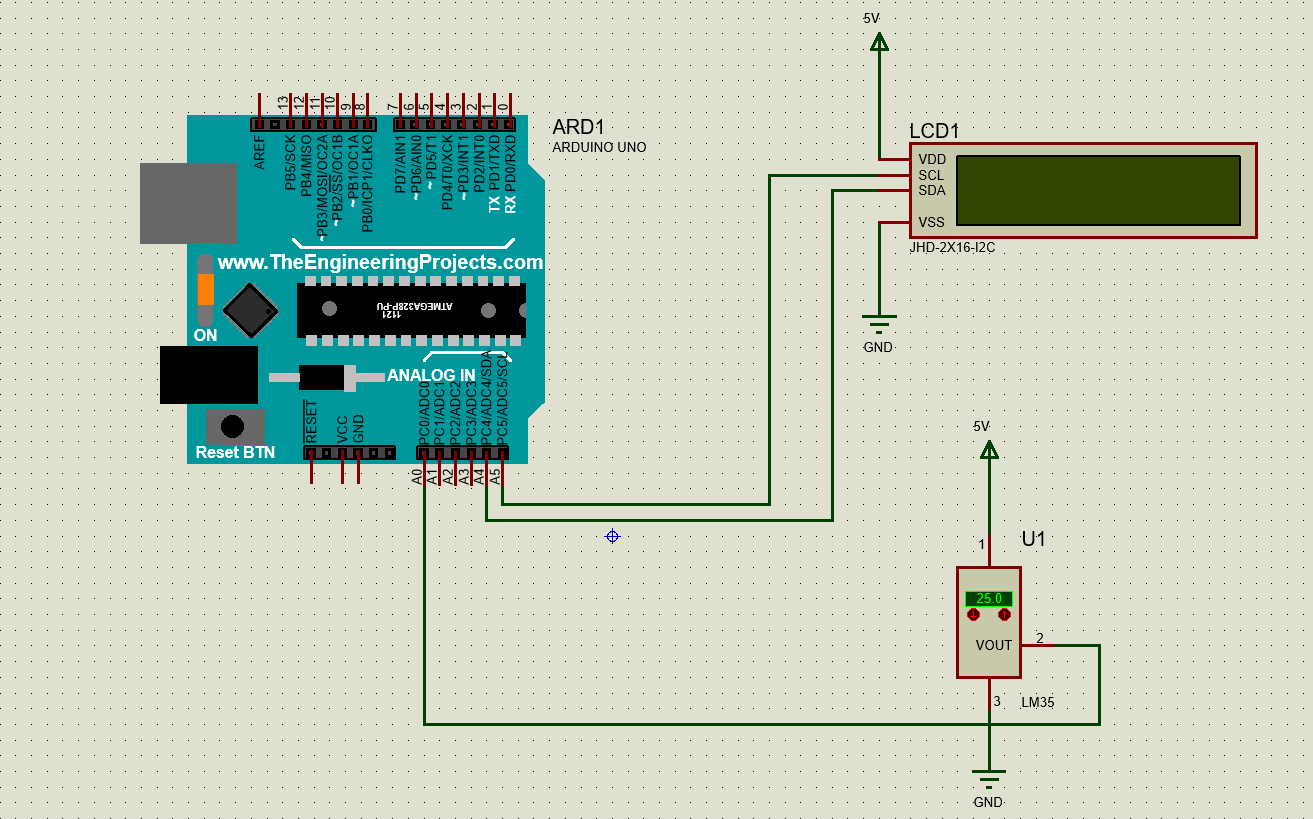 5V
13
12
11
10
9
8
7
6
5
4
3
2
1
0
ARD1
ARDUINO UNO
LCD1
AREF
PB5/SCK
PB4/MISO
~PB3/MOSI/OC2A
~PB2/SS/OC1B
~PB1/OC1A
PB0/ICP1/CLKO
PD7/AIN1
~PD6/AIN0
~PD5/T1
PD4/T0/XCK
~PD3/INT1
PD2/INT0
TX PD1/TXD
RX PD0/RXD
VDD
SCL
SDA
VSS
JHD-2X16-I2C
www.TheEngineeringProjects.com
ATMEGA328P-PU
1121
ON
GND
ANALOG IN
RESET
VCC
GND
PC0/ADC0
PC1/ADC1
PC2/ADC2
PC3/ADC3
PC4/ADC4/SDA
PC5/ADC5/SCL
Reset BTN
A0
A1
A2
A3
A4
A5
5V
1
U1
25.0
VOUT
2
3
LM35
GND